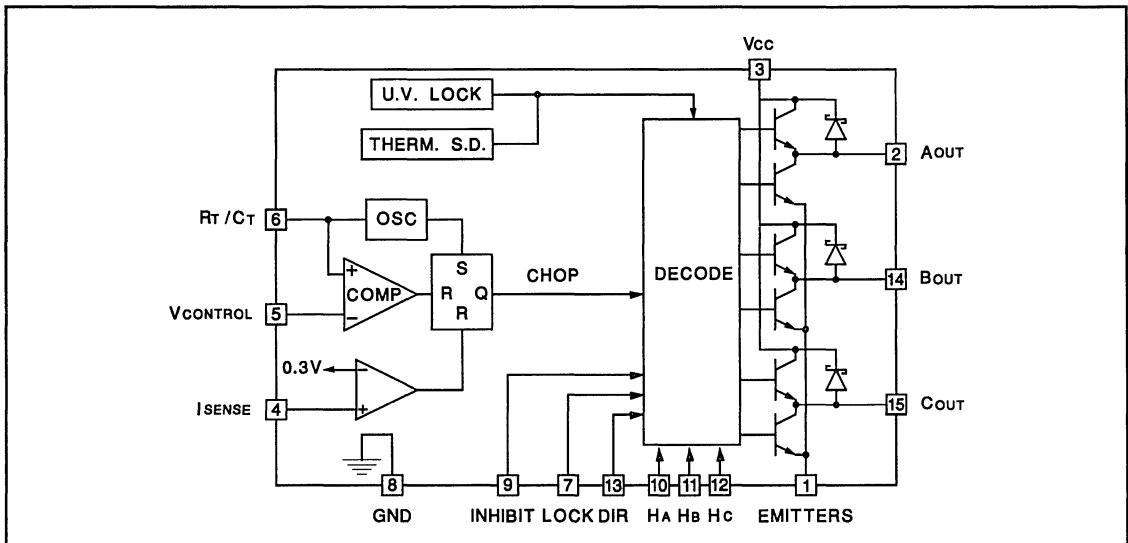 VCC
3
U.V. LOCK
THERM. S.D.
2 AOUT
RT/CT 6
OSC
S
R Q
R
COMP
+
−
CHOP
DECODE
14 BOUT
VCONTROL 5
0.3V
−
+
ISENSE 4
15 COUT
8 9 7 13 10 11 12 1
GND INHIBIT LOCK DIR HA HB HC EMITTERS